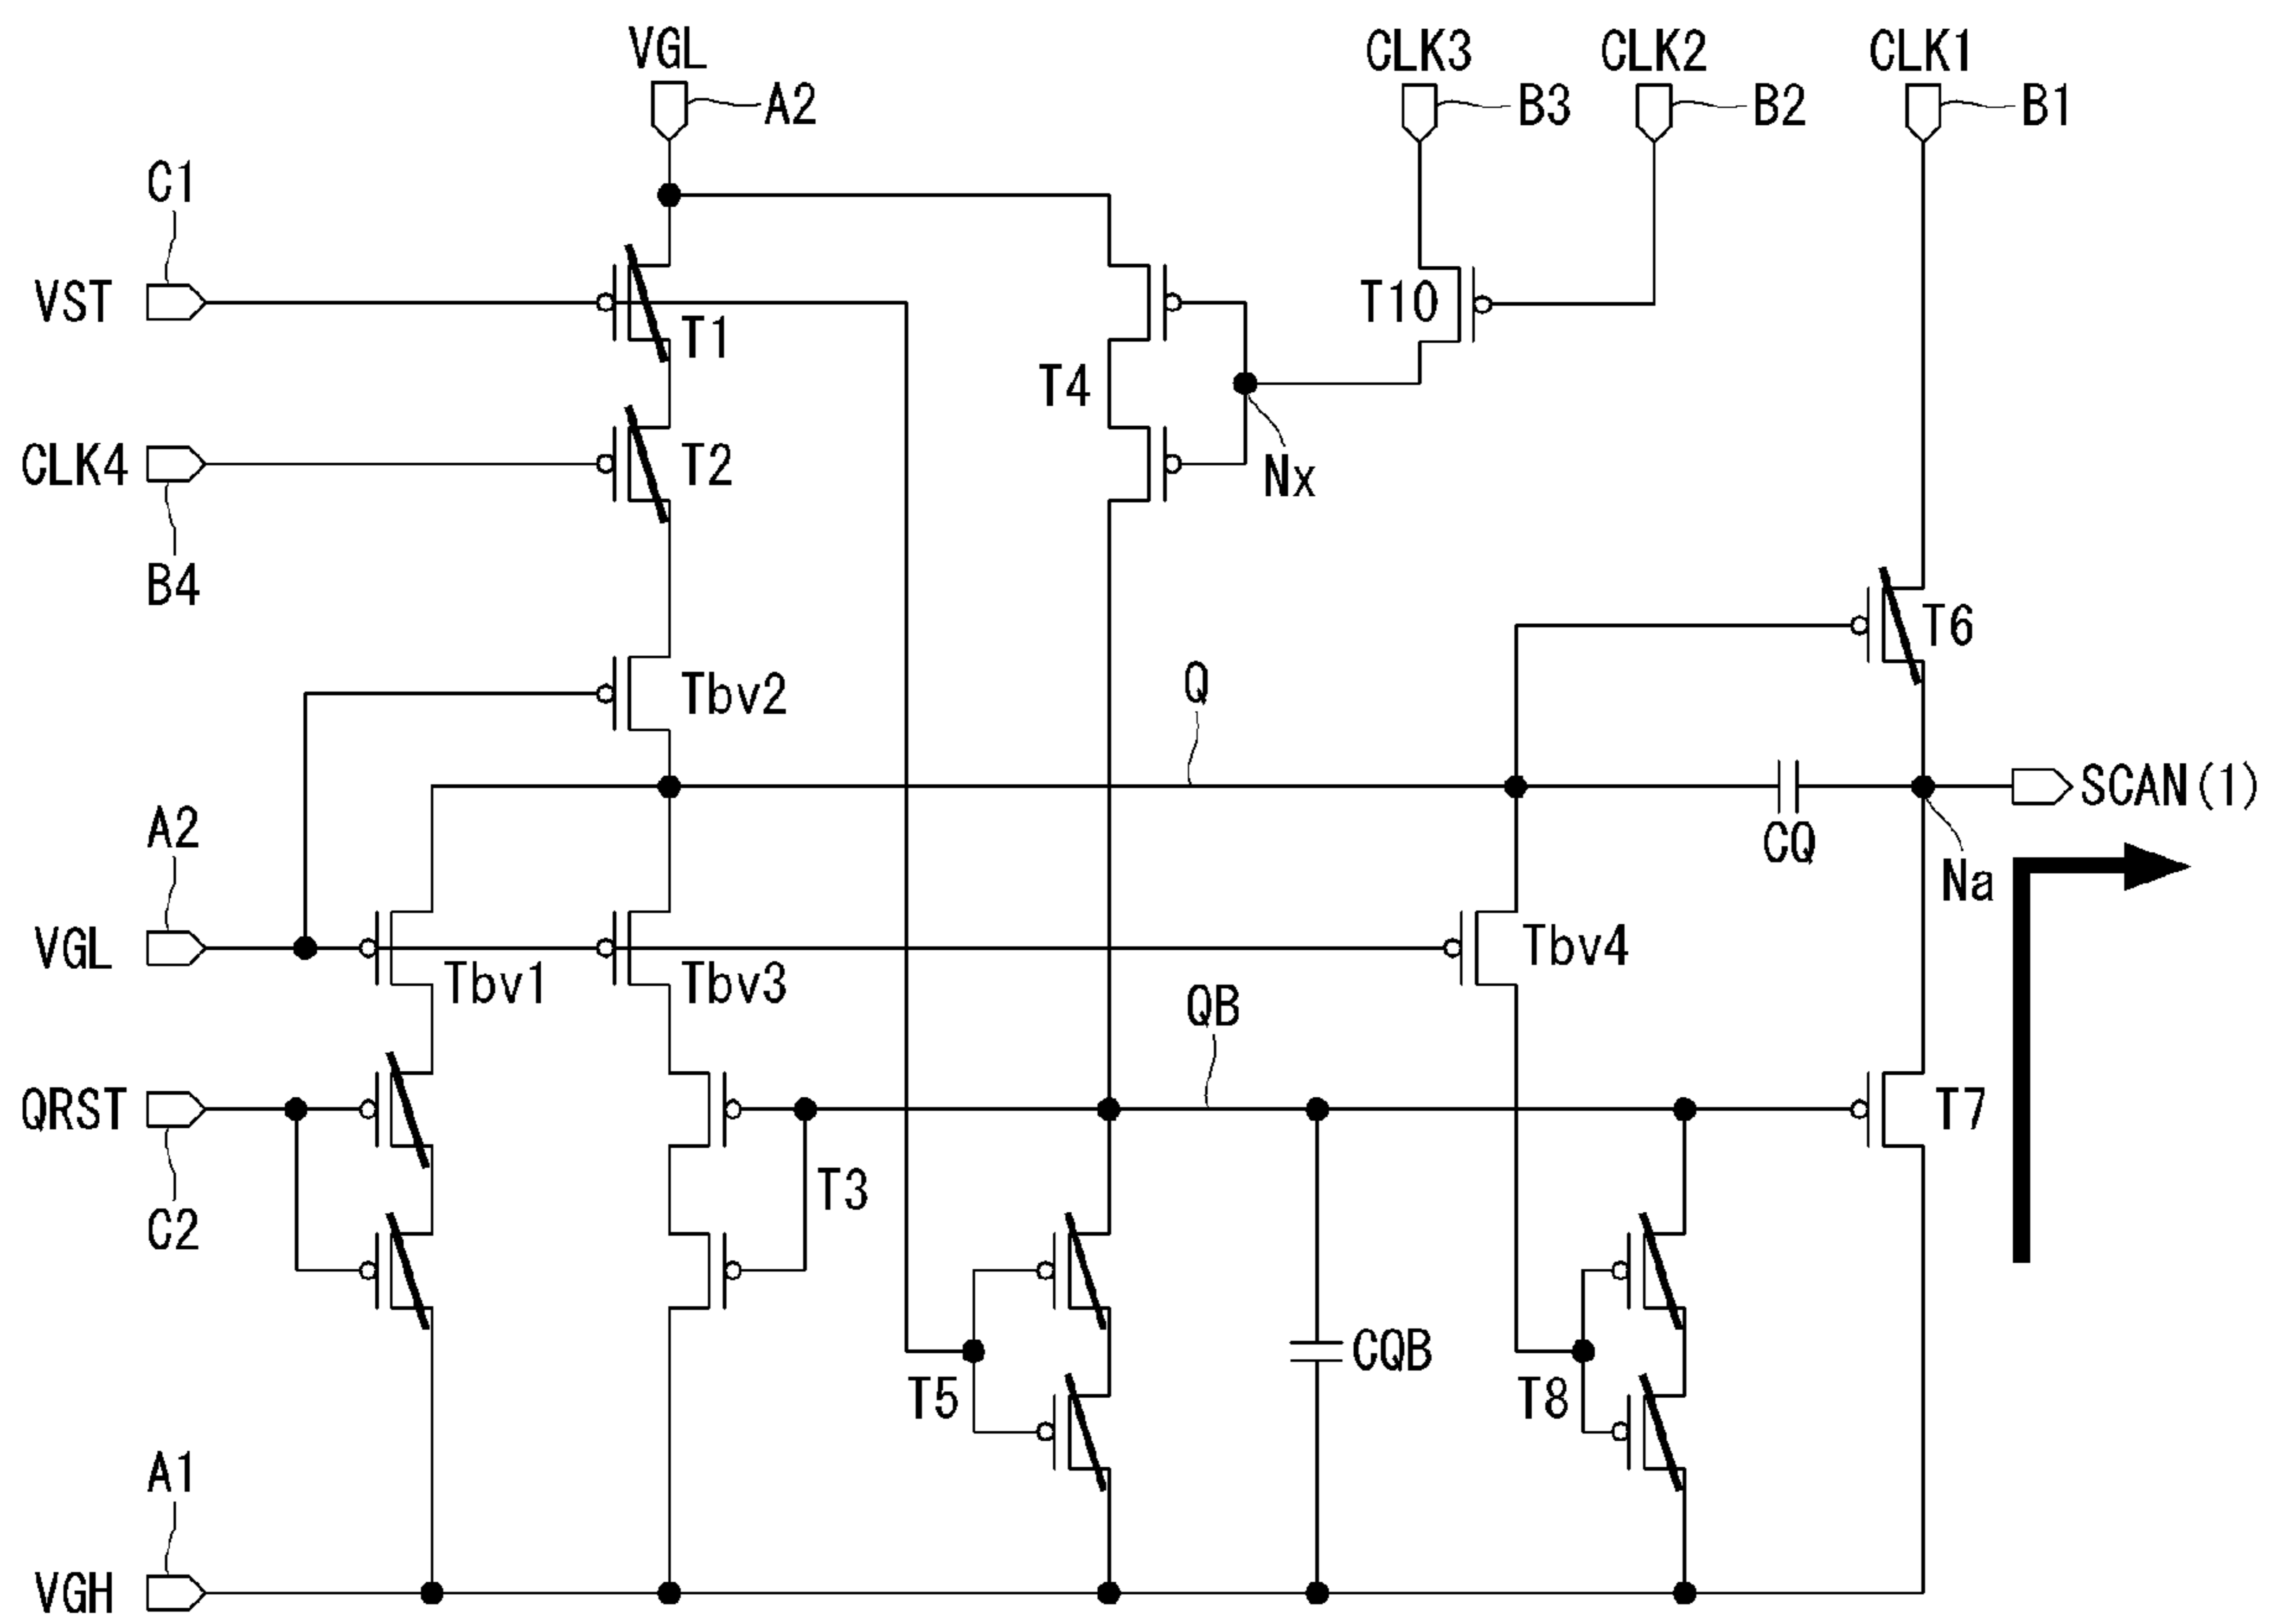 VGL
CLK3
CLK2
CLK1
A2
B3
B2
B1
C1
VST
T1
T10
T4
CLK4
T2
Nx
B4
T6
Tbv2
Q
SCAN(1)
A2
CQ
Na
VGL
Tbv1
Tbv3
Tbv4
QB
QRST
T7
T3
C2
CQB
T5
T8
A1
VGH